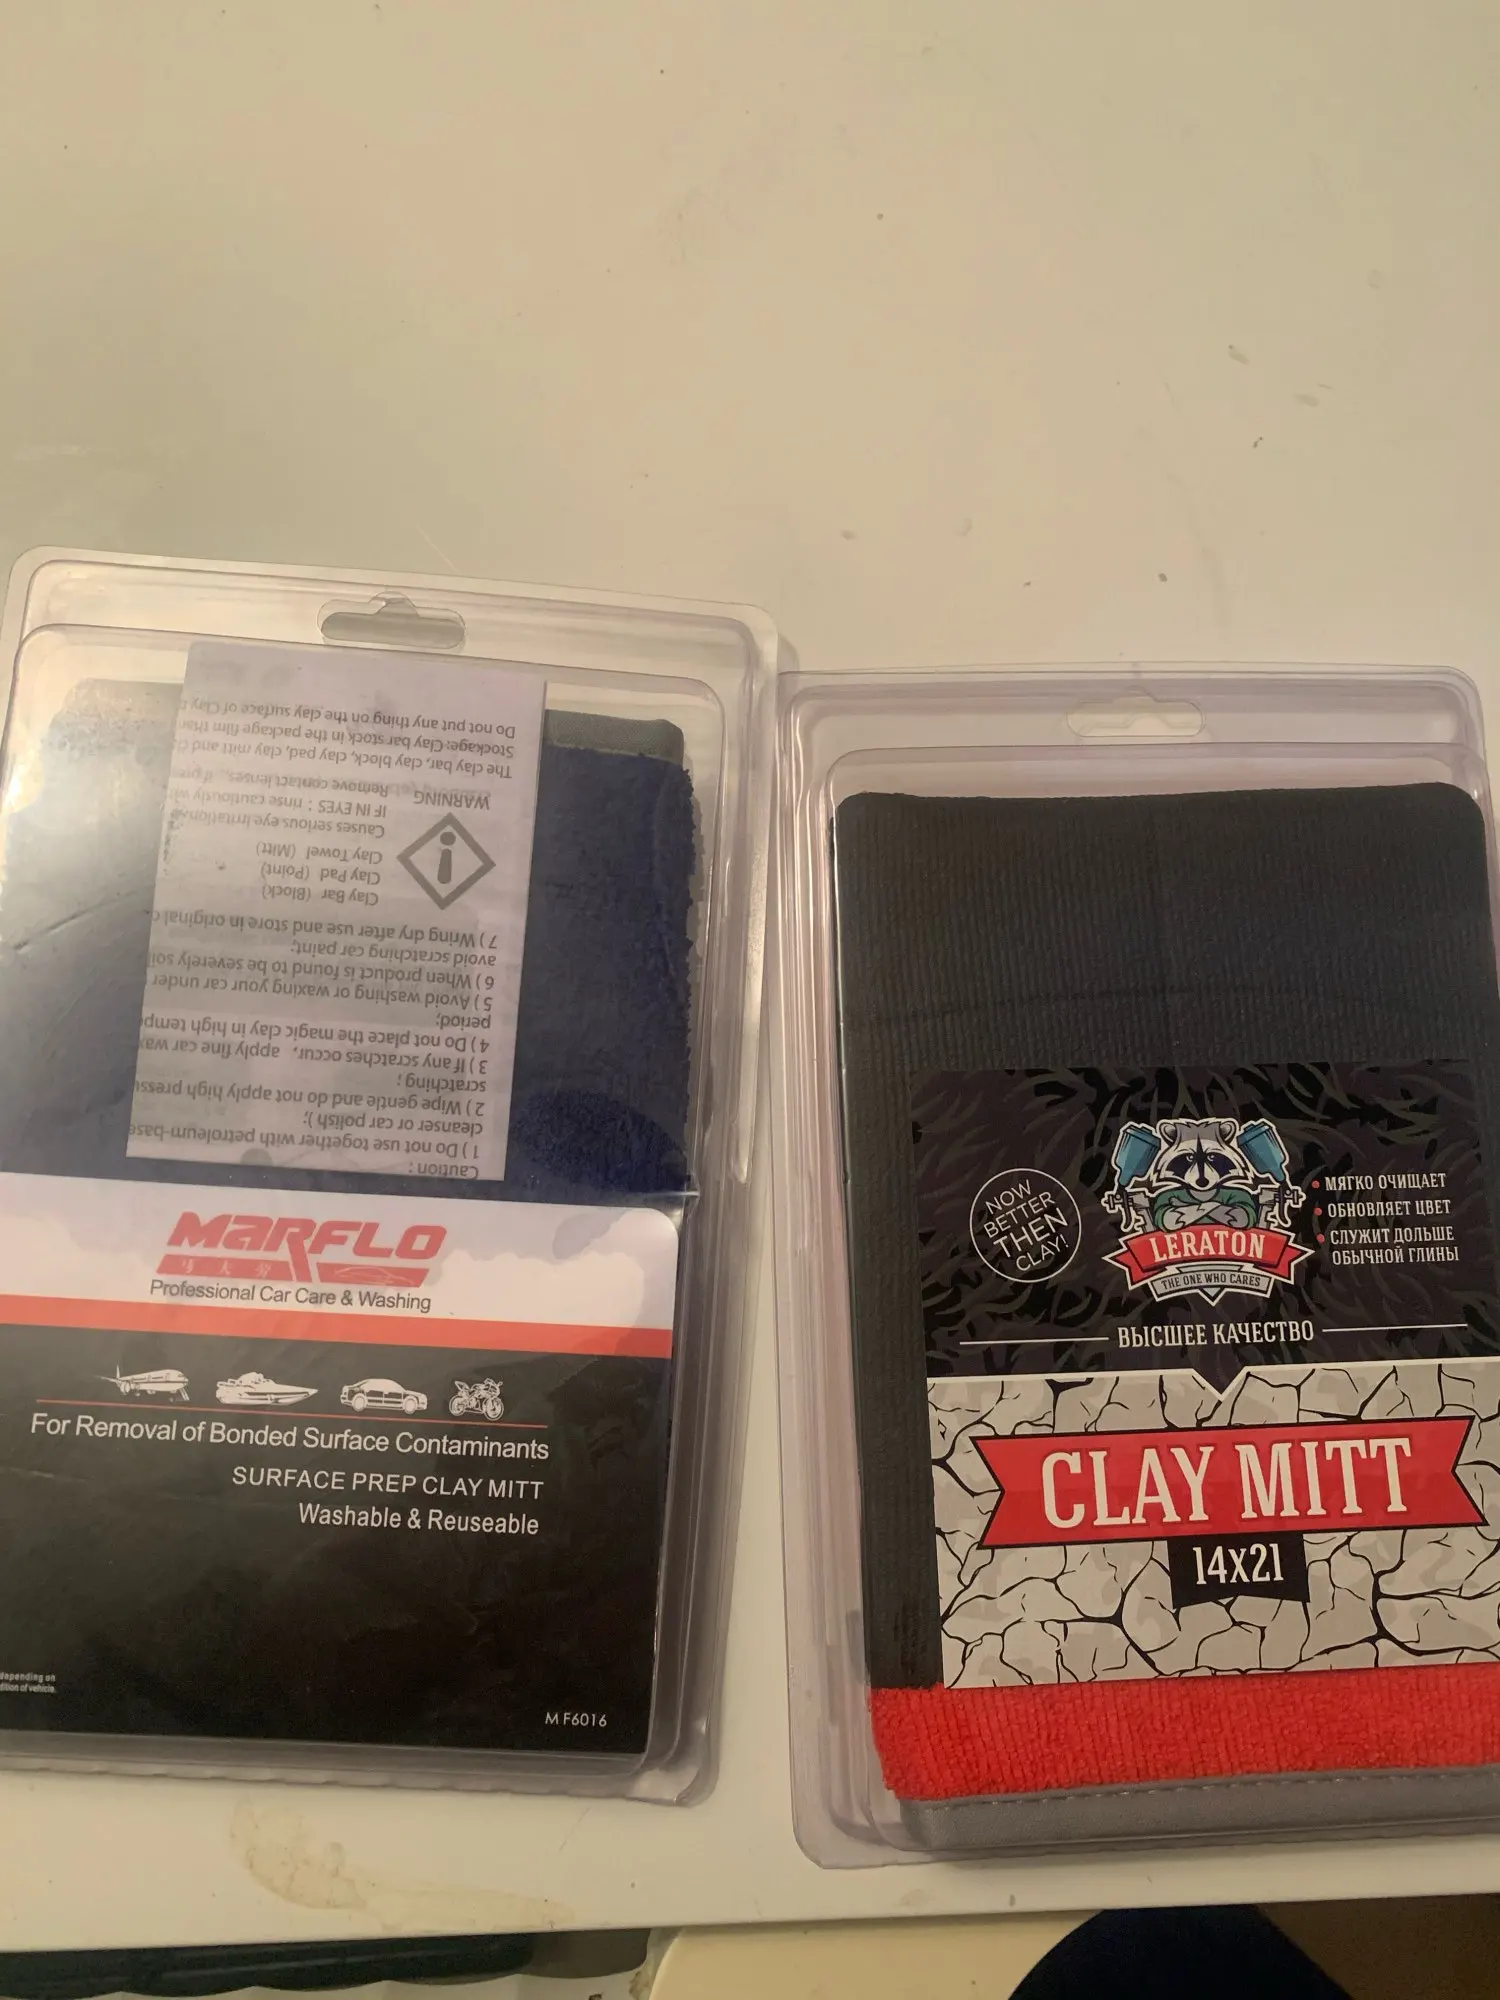 Caution :
1 ) Do not use together with petroleum-base
cleanser or car polish );
2 ) Wipe gentle and do not apply high
scratching ;
3 ) If any scratches occur, apply fine car
4 ) Do not place the magic clay in high
period;
5 ) Avoid washing or waxing your car under
6 ) When product is found to be severely
avoid scratching car paint;
7 ) Wring dry after use and store in original
Clay Bar (Block)
Clay Pad (Point)
Clay Towel (Mitt)
WARNING
Causes serious eye irritation
IF IN EYES : rinse cautiously
Remove contact lenses,
The clay bar, clay block, clay pad, clay mitt and
Stockage: Clay bar stock in the package film
Do not put any thing on the clay surface of
MARFLO
Professional Car Care & Washing
For Removal of Bonded Surface Contaminants
SURFACE PREP CLAY MITT
Washable & Reuseable
depending on
of vehicle.
MF6016
NOW
BETTER
THEN
CLAY!
LERATON
THE ONE WHO CARES
• МЯГКО ОЧИЩАЕТ
• ОБНОВЛЯЕТ ЦВЕТ
• СЛУЖИТ ДОЛЬШЕ
ОБЫЧНОЙ ГЛИНЫ
ВЫСШЕЕ КАЧЕСТВО
CLAY MITT
14X21